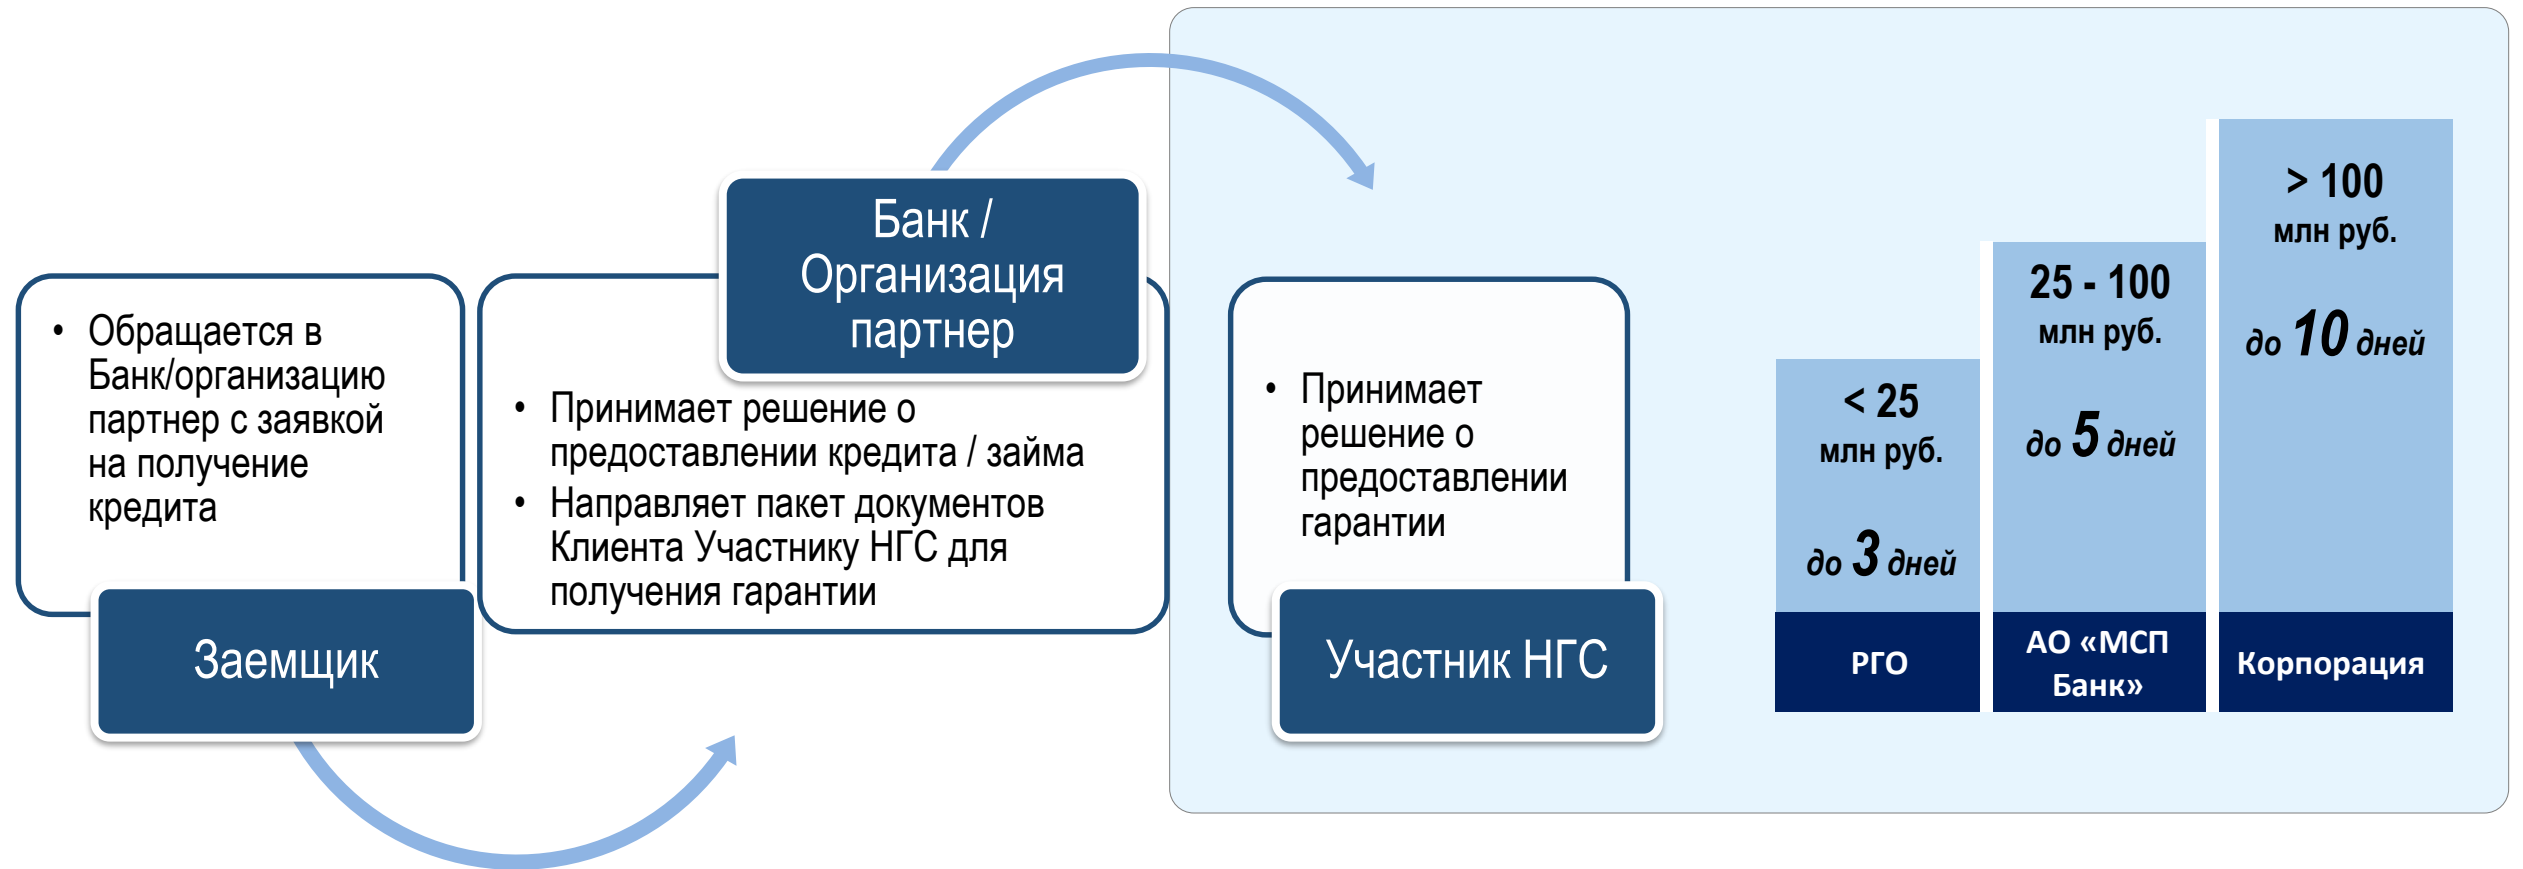 • Обращается в
Банк/организацию
партнер с заявкой
на получение
кредита
Заемщик
Банк /
Организация
партнер
• Принимает решение о
предоставлении кредита / займа
• Направляет пакет документов
Клиента Участнику НГС для
получения гарантии
• Принимает
решение о
предоставлении
гарантии
Участник НГС
< 25
млн руб.
до 3 дней
РГО
25 - 100
млн руб.
до 5 дней
АО «МСП
Банк»
> 100
млн руб.
до 10 дней
Корпорация